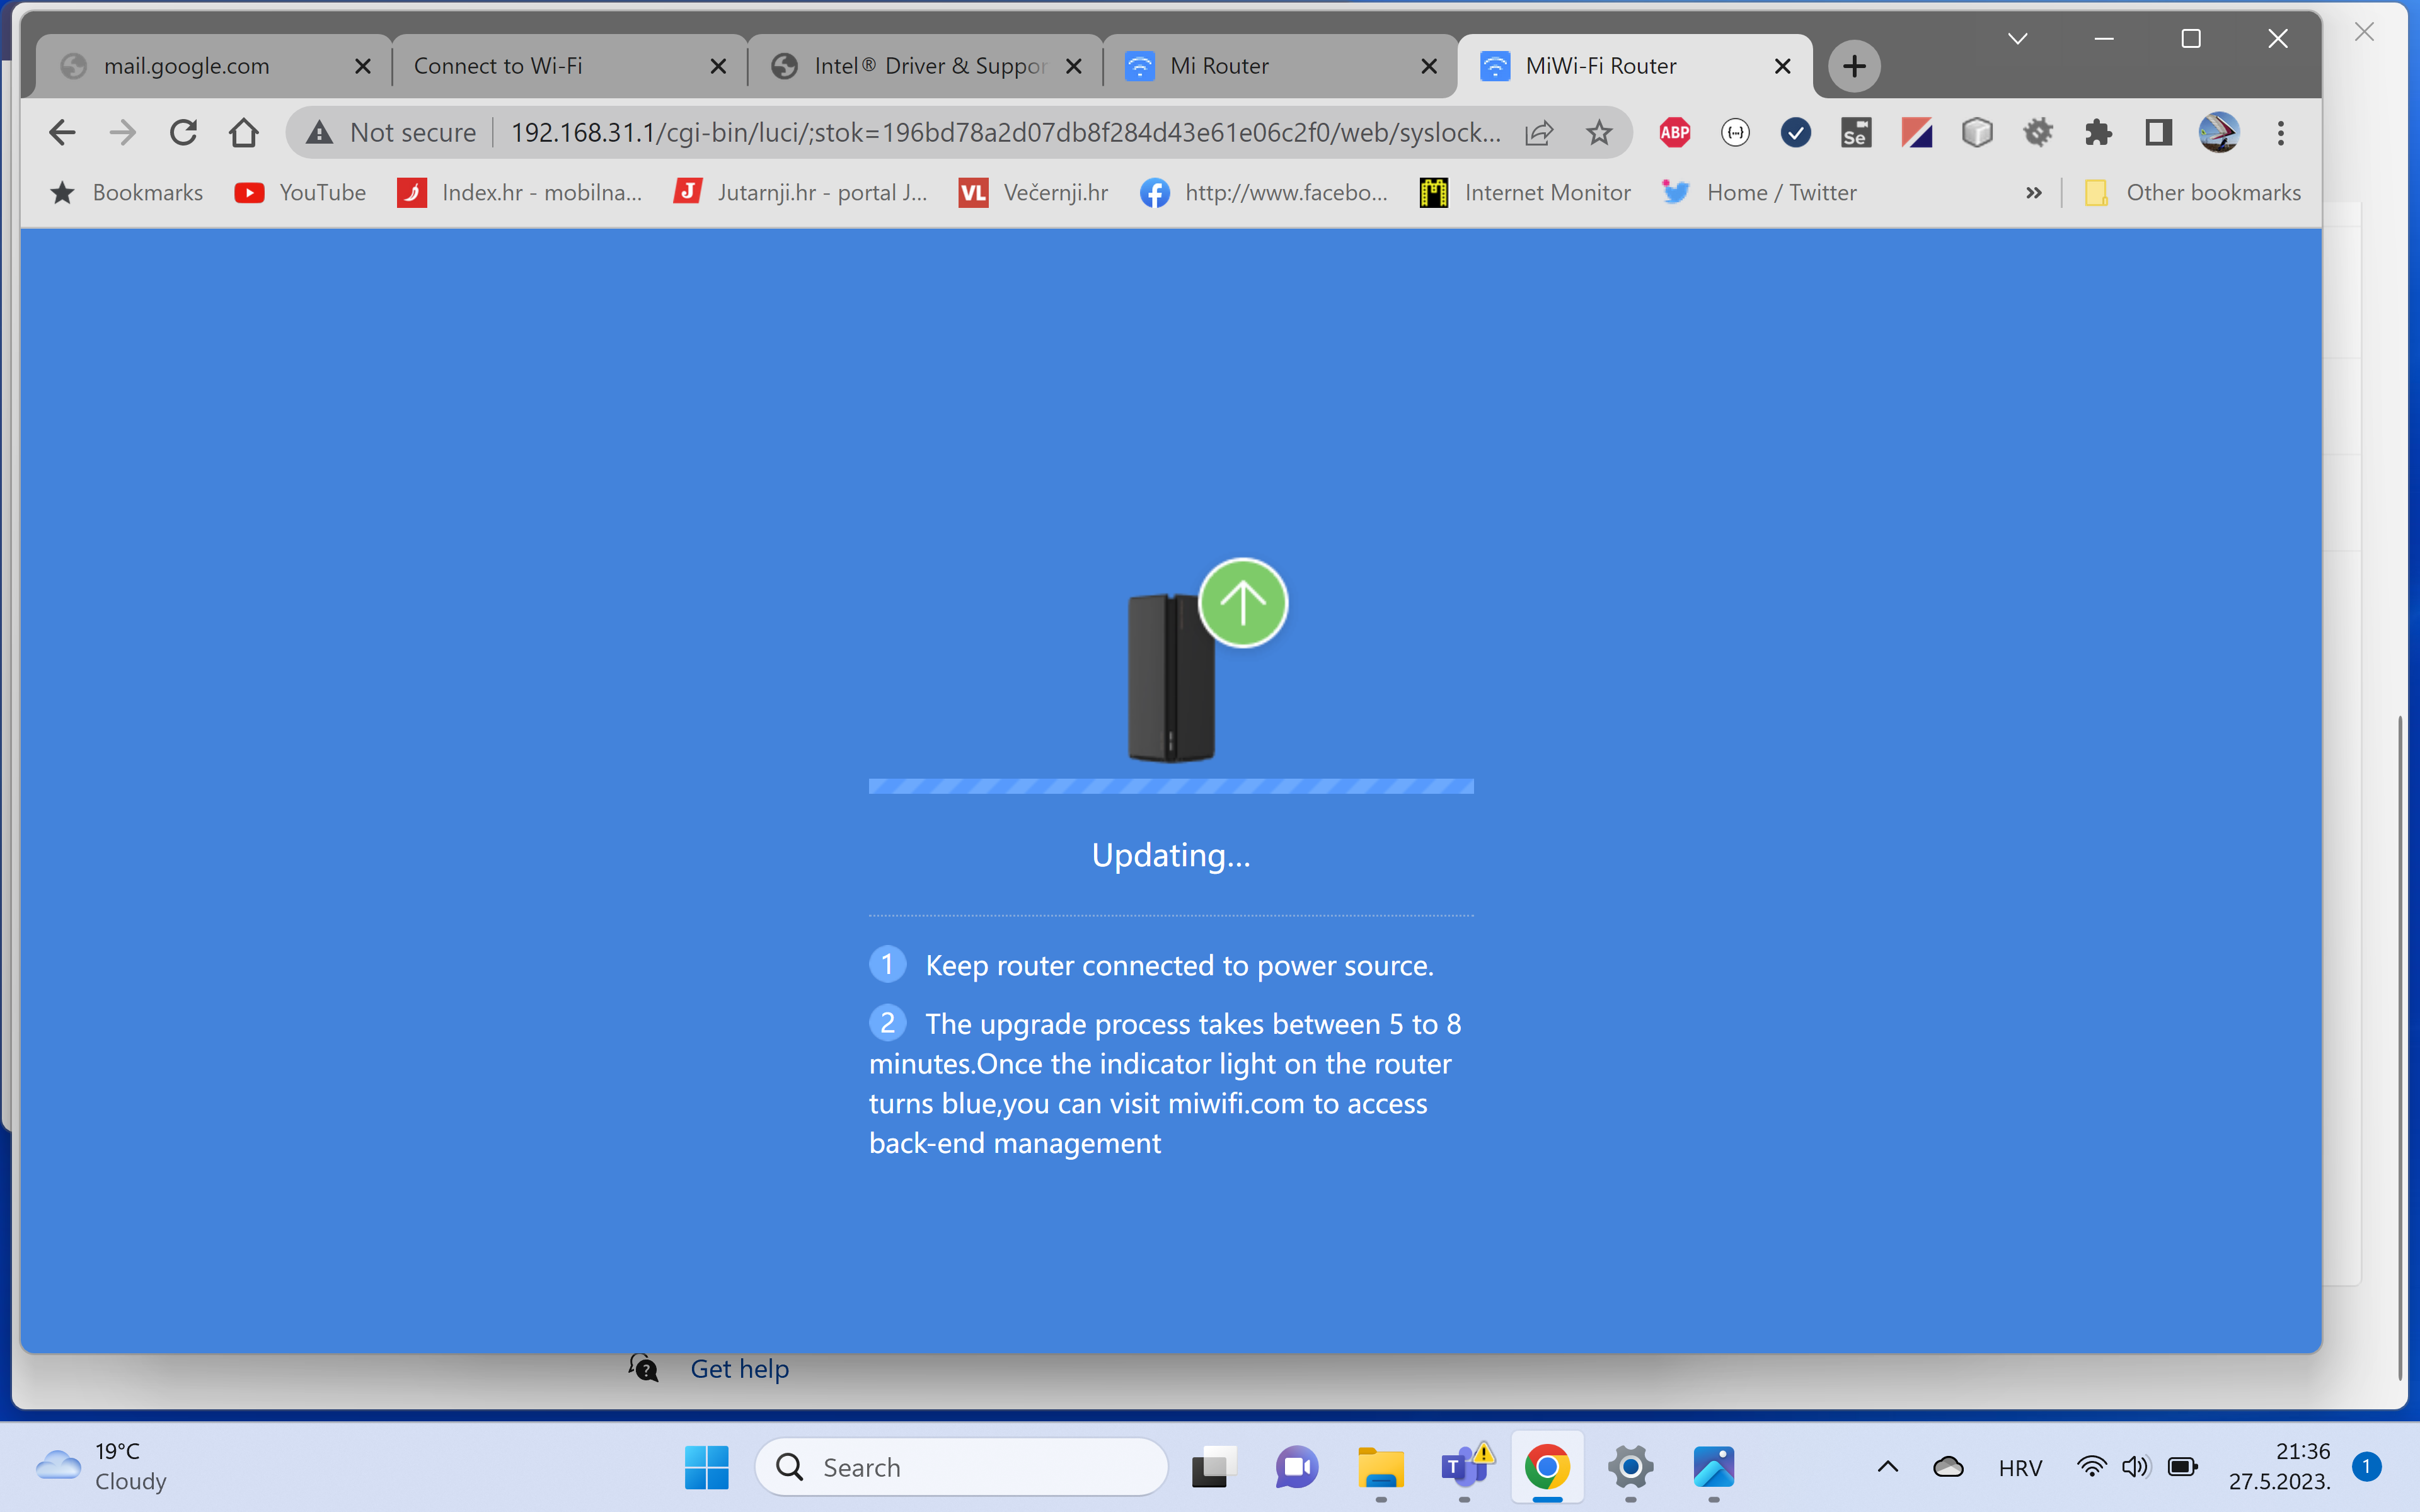 mail.google.com
Connect to Wi-Fi
Intel® Driver & Suppor
Mi Router
MiWi-Fi Router
Not secure
192.168.31.1/cgi-bin/luci/;stok=196bd78a2d07db8f284d43e61e06c2f0/web/syslock...
ABP
Se
Bookmarks
YouTube
Index.hr - mobilna...
J
Jutarnji.hr - portal J...
VL
Večernji.hr
http://www.facebo...
Internet Monitor
Home / Twitter
»
Other bookmarks
Updating...
1 Keep router connected to power source.
2 The upgrade process takes between 5 to 8
minutes.Once the indicator light on the router
turns blue,you can visit miwifi.com to access
back-end management
Get help
19°C
Cloudy
Search
T
HRV
21:36
27.5.2023.
1